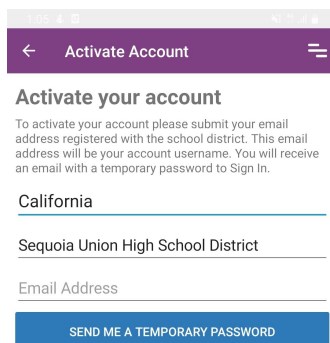 1:05
Activate Account
Activate your account
To activate your account please submit your email
address registered with the school district. This email
address will be your account username. You will receive
an email with a temporary password to Sign In.
California
Sequoia Union High School District
Email Address
SEND ME A TEMPORARY PASSWORD